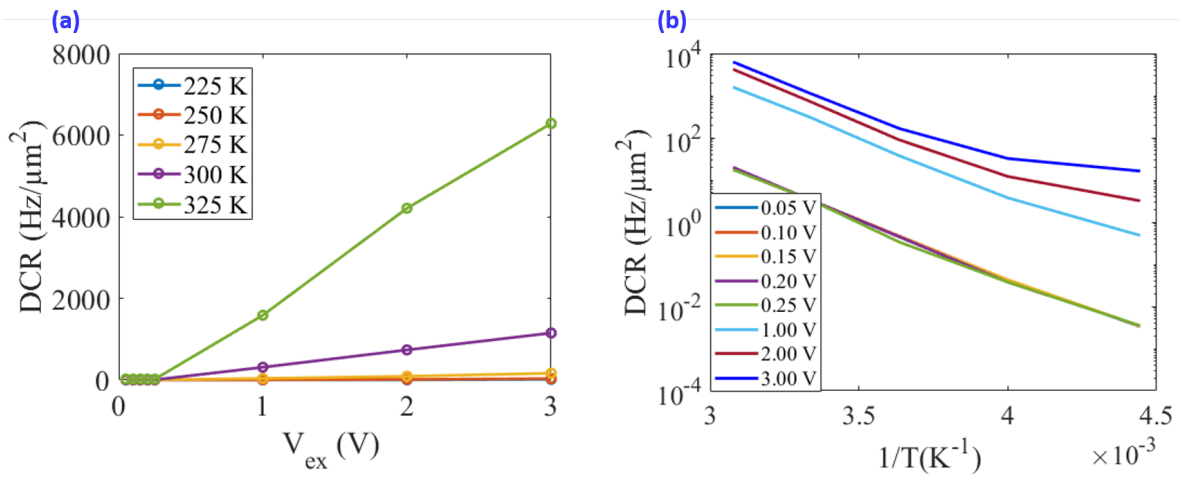 (a)
8000
6000
4000
2000
0
DCR (Hz/μm²)
225 K
250 K
275 K
300 K
325 K
0 1 2 3
V_ex (V)
(b)
10⁴
10²
10⁰
10⁻²
10⁻⁴
DCR (Hz/μm²)
0.05 V
0.10 V
0.15 V
0.20 V
0.25 V
1.00 V
2.00 V
3.00 V
3 3.5 4 4.5
1/T(K⁻¹) ×10⁻³